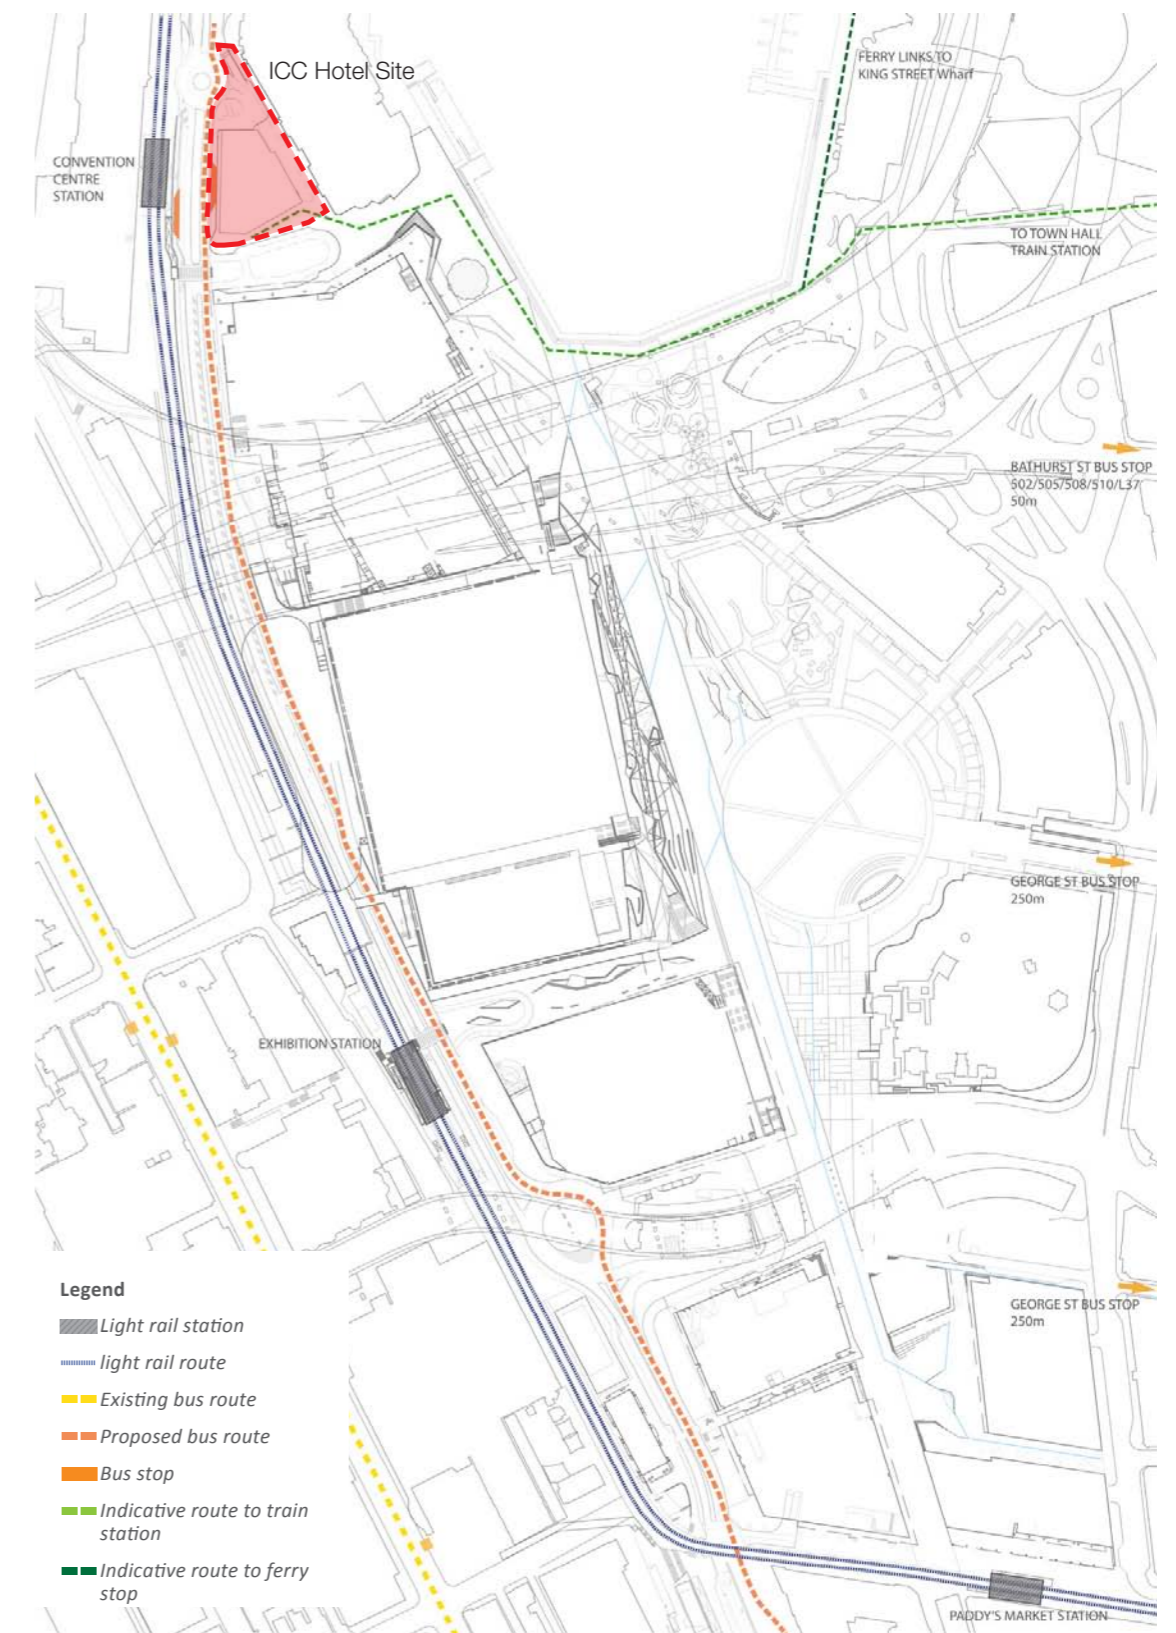 ICC Hotel Site
FERRY LINKS TO
KING STREET Wharf
CONVENTION
CENTRE
STATION
TO TOWN HALL
TRAIN STATION
BATHURST ST BUS STOP
502/505/508/510/L37
50m
GEORGE ST BUS STOP
250m
EXHIBITION STATION
GEORGE ST BUS STOP
250m
Legend
Light rail station
light rail route
Existing bus route
Proposed bus route
Bus stop
Indicative route to train
station
Indicative route to ferry
stop
PADDY'S MARKET STATION